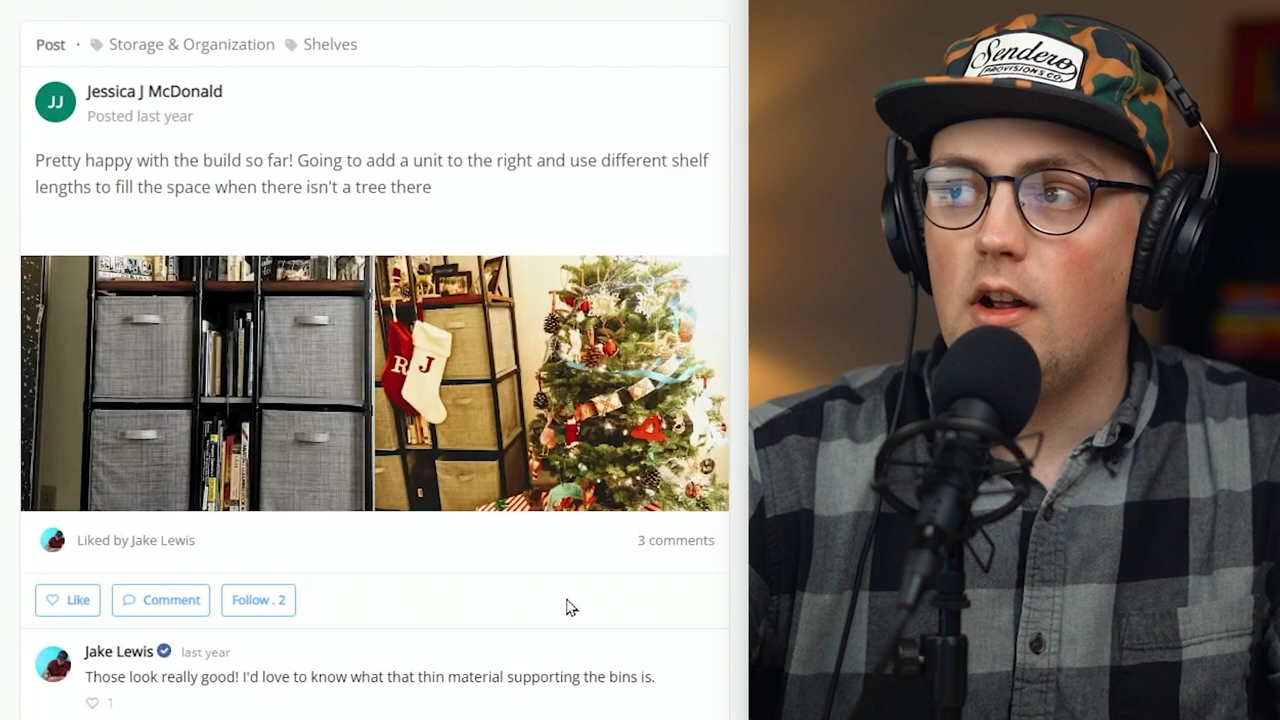 Post · Storage & Organization Shelves
JJ
Jessica J McDonald
Posted last year
Pretty happy with the build so far! Going to add a unit to the right and use different shelf
lengths to fill the space when there isn't a tree there
R
J
Liked by Jake Lewis
3 comments
Like
Comment
Follow . 2
Jake Lewis
last year
Those look really good! I'd love to know what that thin material supporting the bins is.
1
Sendero
PROVISIONS CO.